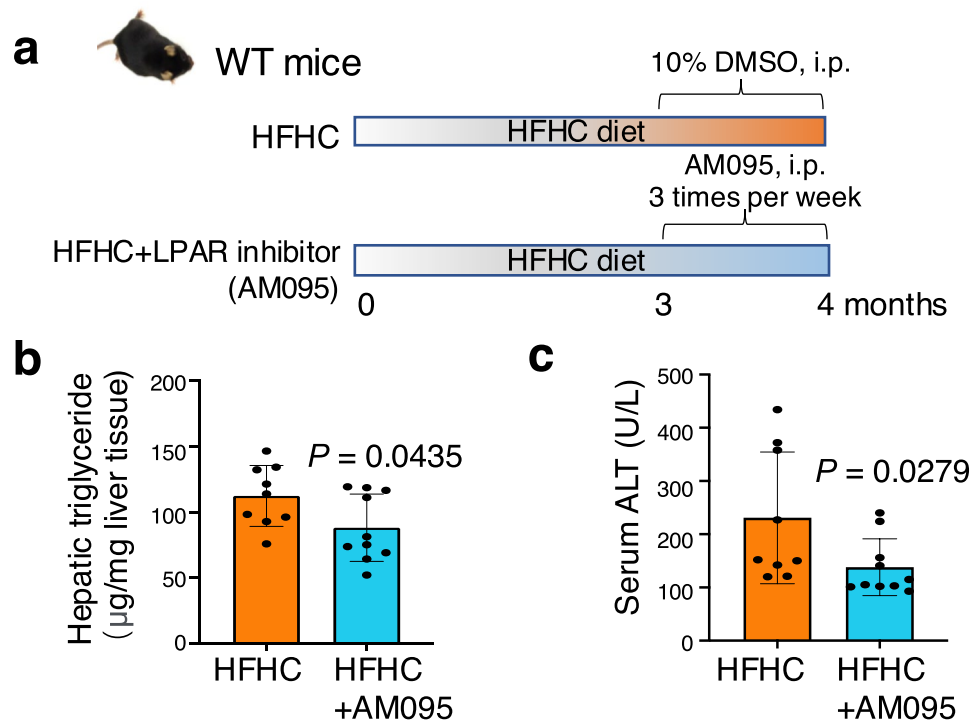 a
WT mice
10% DMSO, i.p.
HFHC
HFHC diet
AM095, i.p.
3 times per week
HFHC+LPAR inhibitor
(AM095)
HFHC diet
0
3
4 months
b
Hepatic triglyceride
(µg/mg liver tissue)
200
150
100
50
0
P = 0.0435
HFHC
HFHC
+AM095
c
Serum ALT (U/L)
500
400
300
200
100
0
P = 0.0279
HFHC
HFHC
+AM095